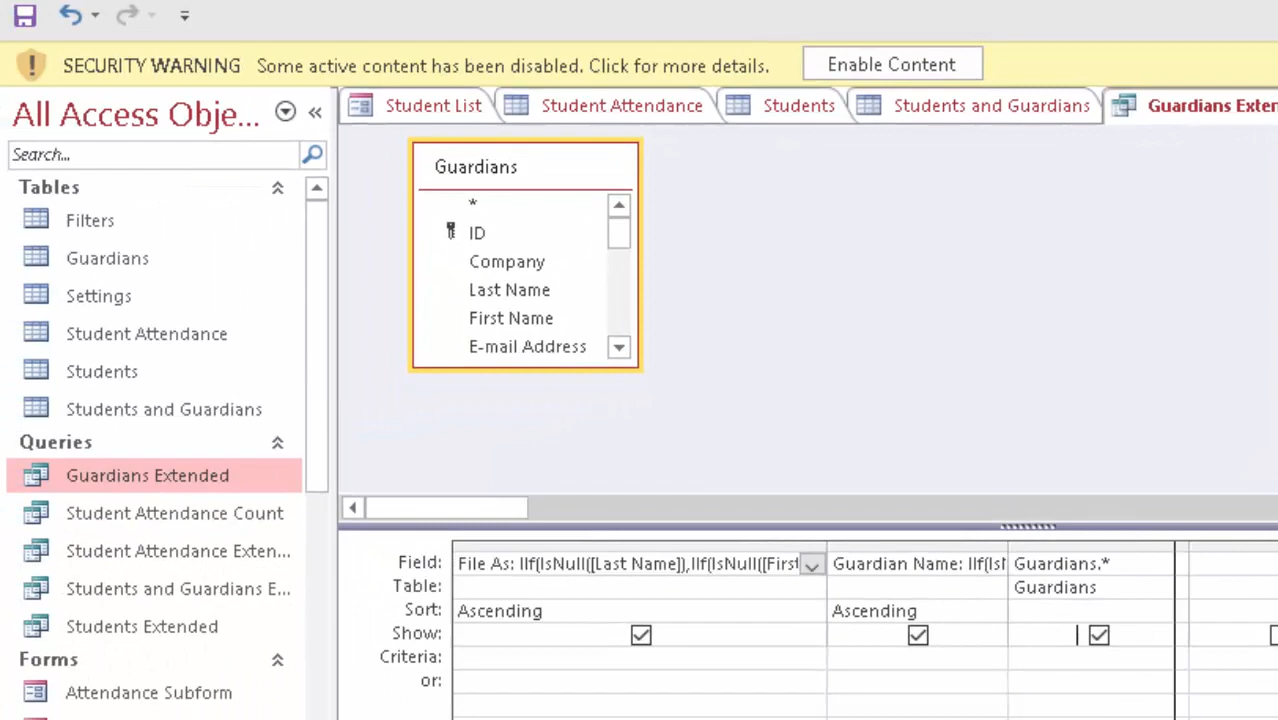 SECURITY WARNING Some active content has been disabled. Click for more details. Enable Content
All Access Obje... «
Search...
Tables
Filters
Guardians
Settings
Student Attendance
Students
Students and Guardians
Queries
Guardians Extended
Student Attendance Count
Student Attendance Exten...
Students and Guardians E...
Students Extended
Forms
Attendance Subform
Student List Student Attendance Students Students and Guardians Guardians Exten
Guardians
*
ID
Company
Last Name
First Name
E-mail Address
Field: File As: IIf(IsNull([Last Name]),IIf(IsNull([First Guardian Name: IIf(IsN Guardians.*
Table: Guardians
Sort: Ascending Ascending
Show:
Criteria:
or: